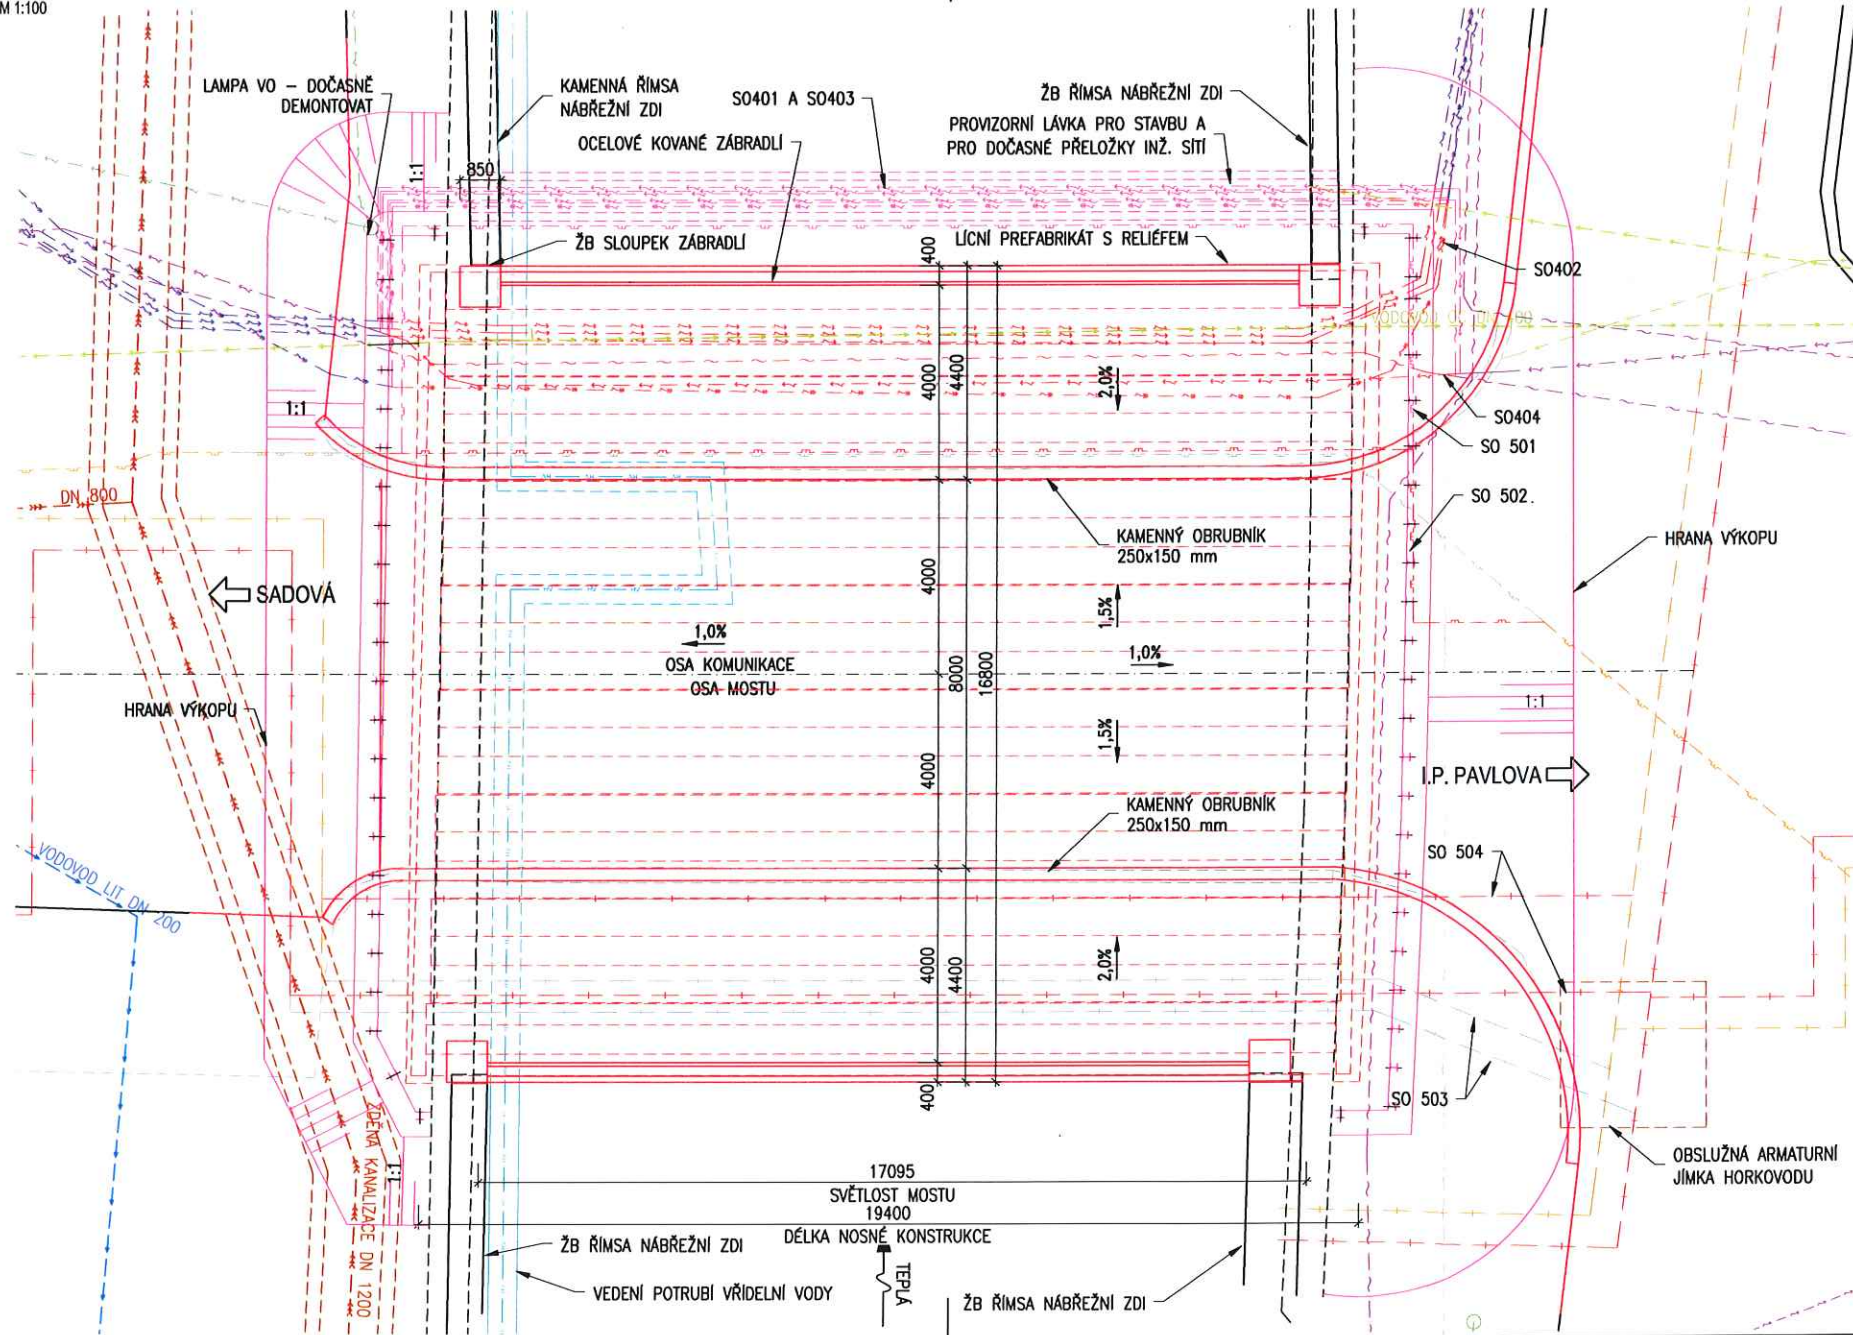 M 1:100
LAMPA VO – DOČASNĚ
DEMONTOVAT
KAMENNÁ ŘÍMSA
NÁBŘEŽNÍ ZDI
SO401 A SO403
ŽB ŘÍMSA NÁBŘEŽNÍ ZDI
OCELOVÉ KOVANÉ ZÁBRADLÍ
PROVIZORNÍ LÁVKA PRO STAVBU A
PRO DOČASNÉ PŘELOŽKY INŽ. SÍTÍ
1:1
850
ŽB SLOUPEK ZÁBRADLÍ
400
LÍCNÍ PREFABRIKÁT S RELIÉFEM
SO402
4000
4400
2,0%
1:1
SO404
SO 501
DN 800
SO 502.
KAMENNÝ OBRUBNÍK
250x150 mm
HRANA VÝKOPU
SADOVÁ
4000
1,5%
1,0%
OSA KOMUNIKACE
OSA MOSTU
1,0%
8000
16800
HRANA VÝKOPU
1:1
1,5%
4000
I.P. PAVLOVA
KAMENNÝ OBRUBNÍK
250x150 mm
SO 504
VODOVOD LIT DN 200
4000
4400
2,0%
400
SO 503
ZDĚNÁ KANALIZACE DN 1200
1:1
OBSLUŽNÁ ARMATURNÍ
JÍMKA HORKOVODU
17095
SVĚTLOST MOSTU
19400
DÉLKA NOSNÉ KONSTRUKCE
ŽB ŘÍMSA NÁBŘEŽNÍ ZDI
VEDENÍ POTRUBÍ VŘÍDELNÍ VODY
TEPLÁ
ŽB ŘÍMSA NÁBŘEŽNÍ ZDI